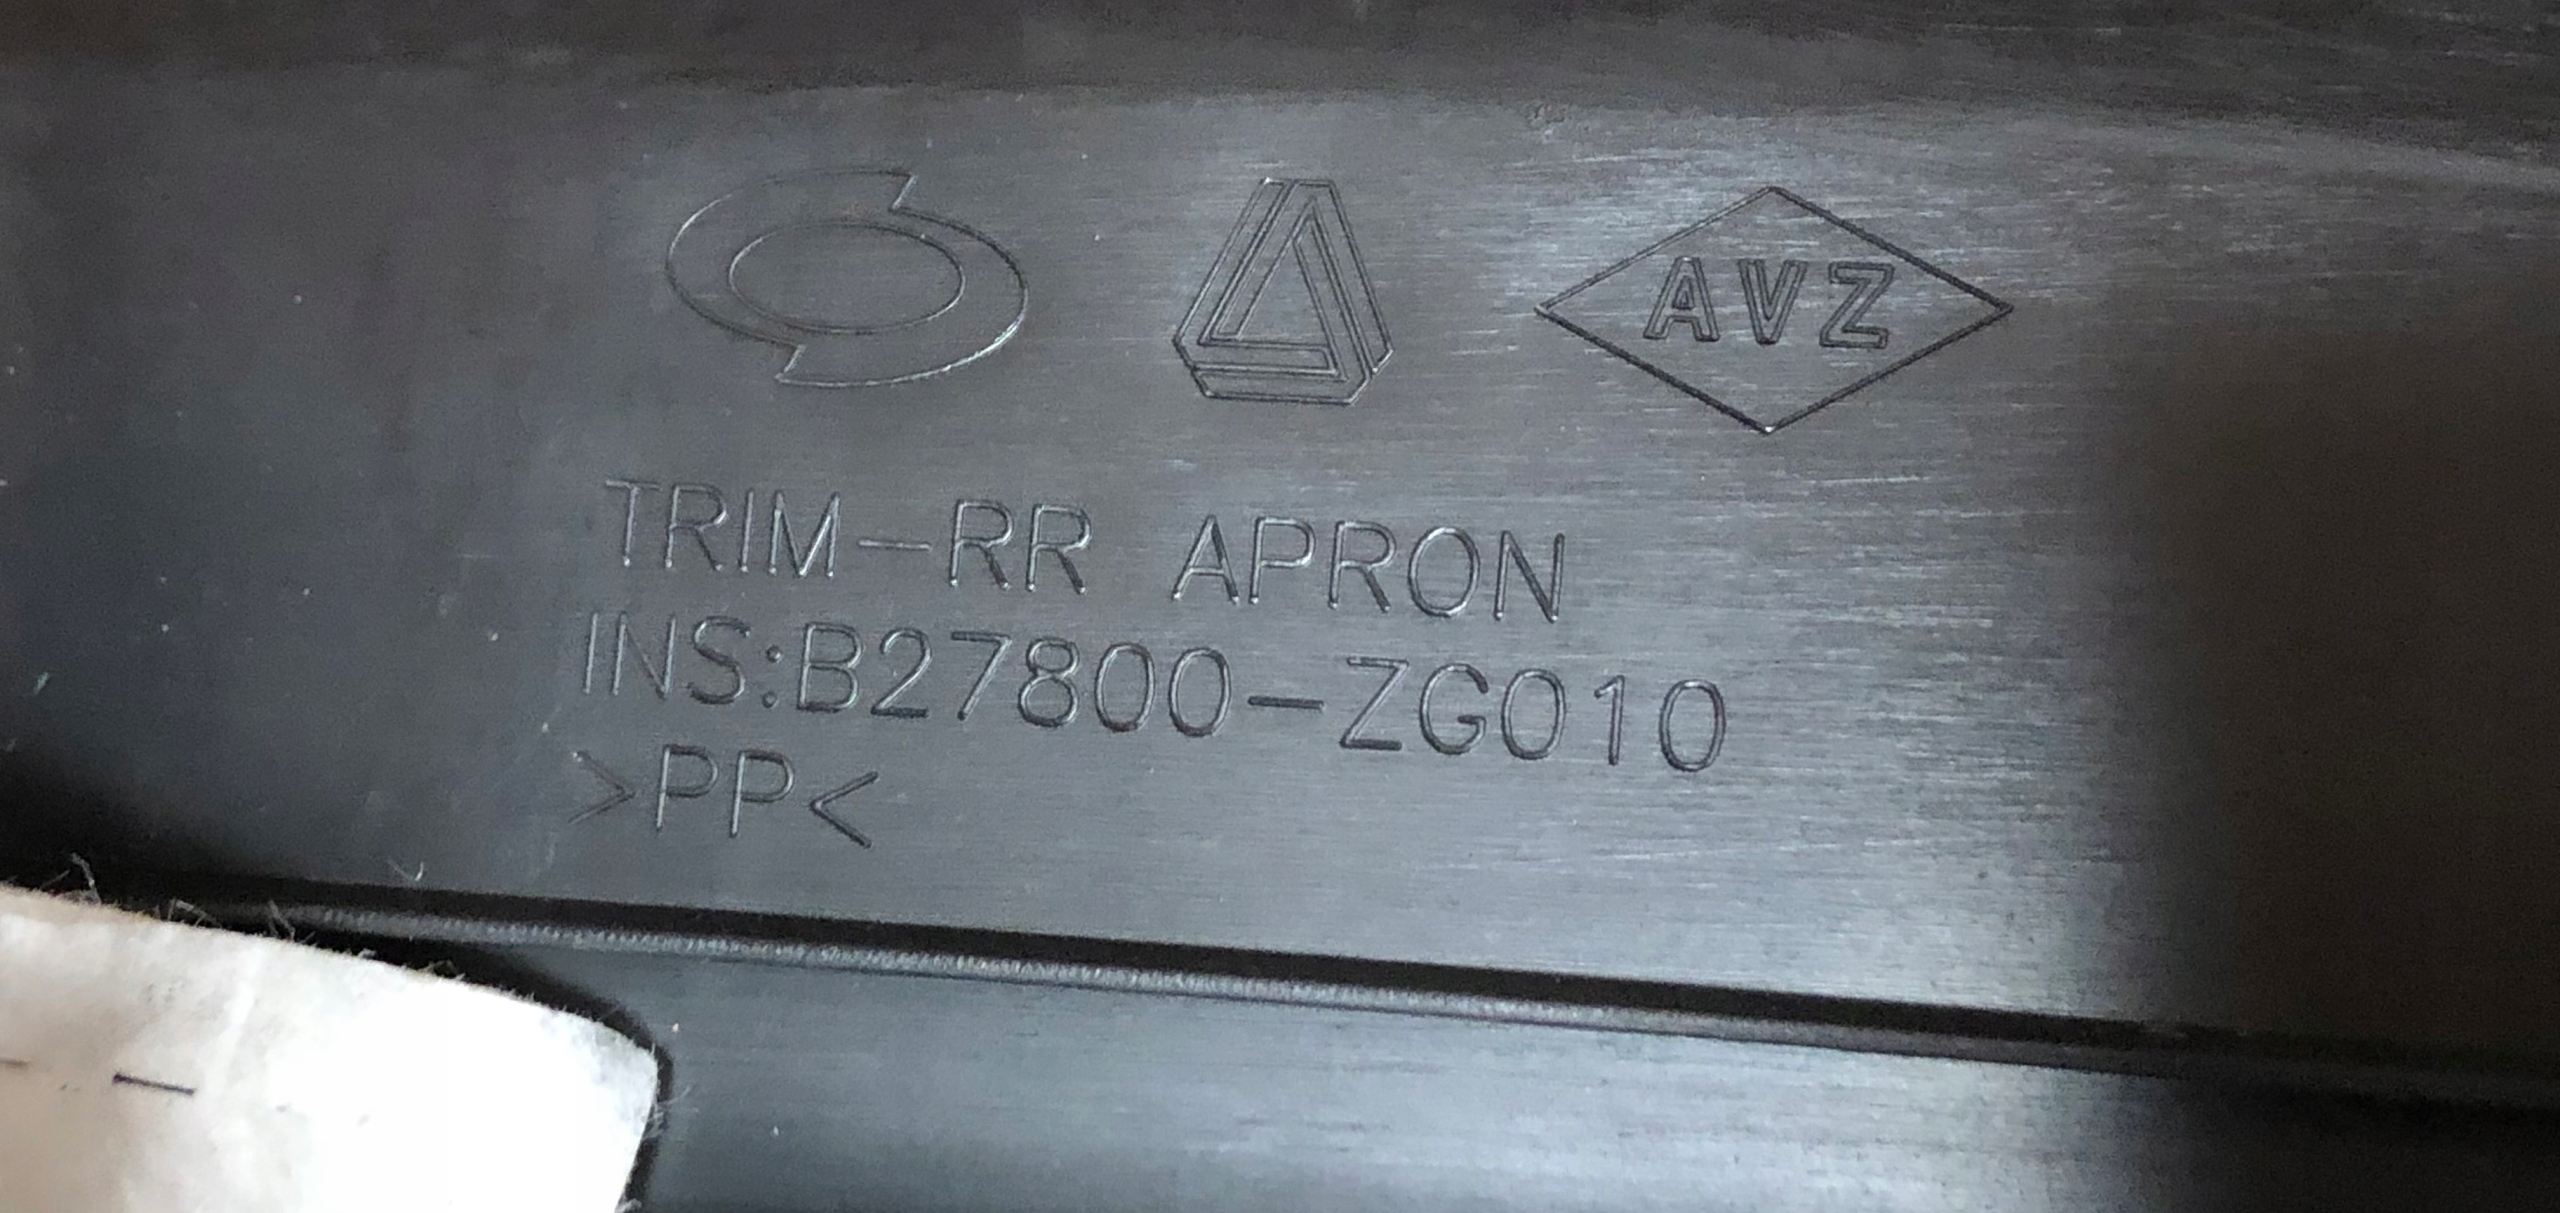 AVZ
TRIM-RR APRON
INS:B27800-ZG010
>PP<